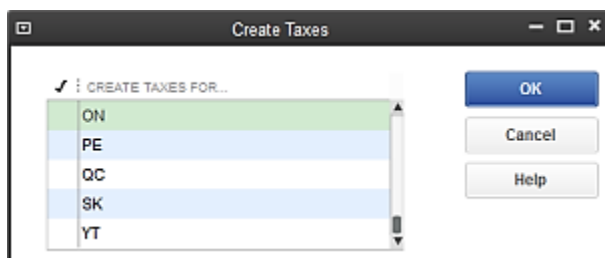 Create Taxes
CREATE TAXES FOR...
ON
PE
QC
SK
YT
OK
Cancel
Help